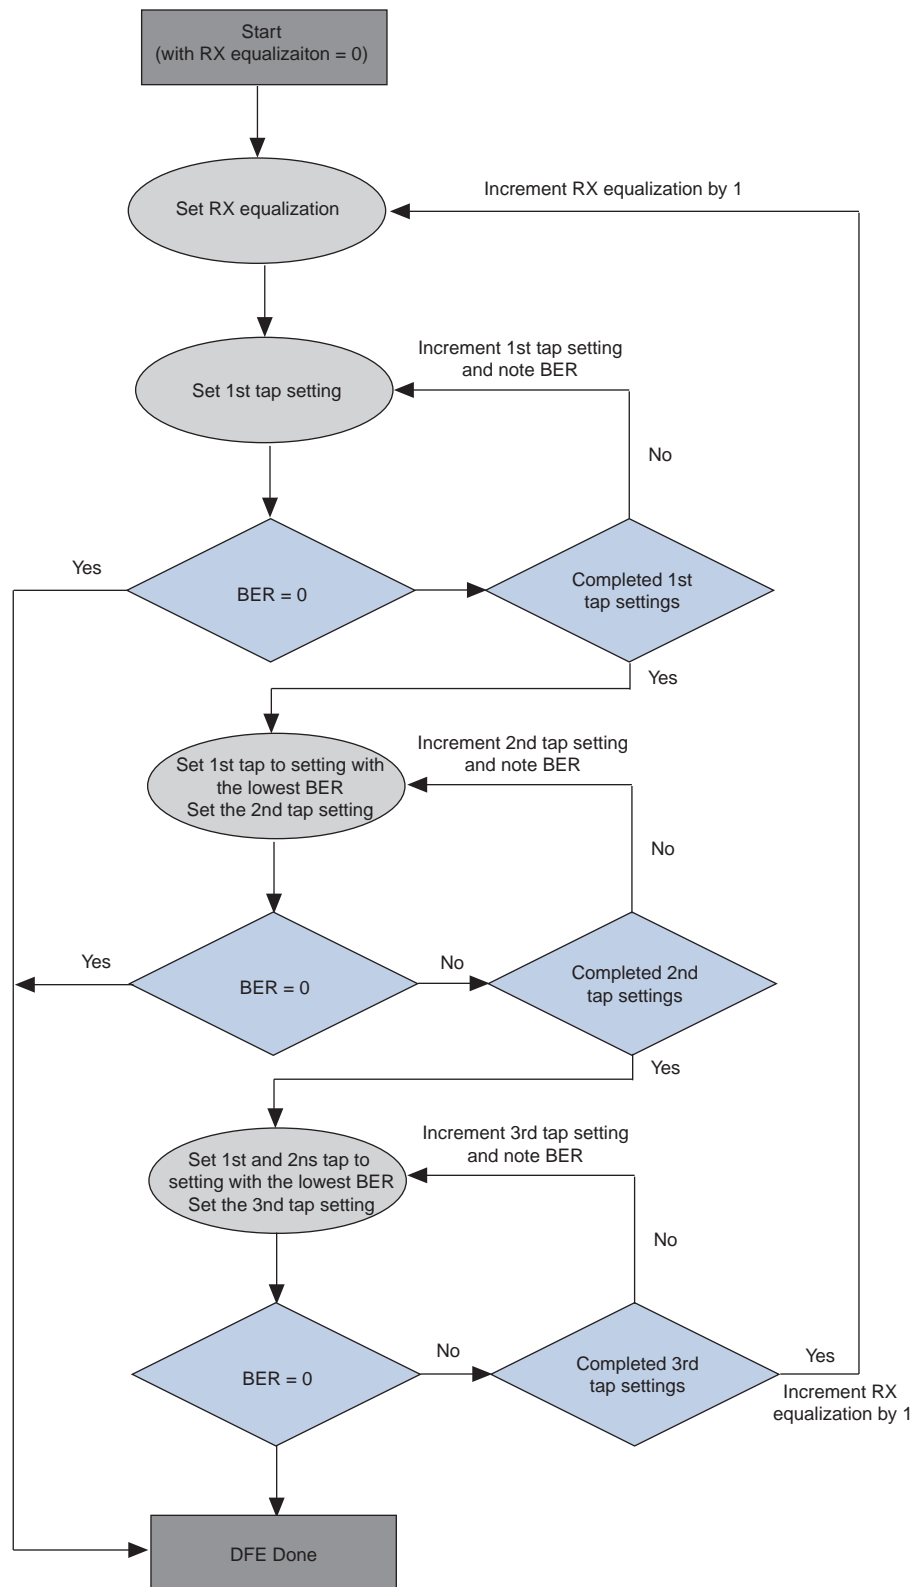 Start
(with RX equalizaiton = 0)
Increment RX equalization by 1
Set RX equalization
Increment 1st tap setting
and note BER
Set 1st tap setting
No
Yes
BER = 0
Completed 1st
tap settings
Yes
Increment 2nd tap setting
and note BER
Set 1st tap to setting with
the lowest BER
Set the 2nd tap setting
No
Yes
BER = 0
No
Completed 2nd
tap settings
Yes
Increment 3rd tap setting
and note BER
Set 1st and 2ns tap to
setting with the lowest BER
Set the 3nd tap setting
No
BER = 0
No
Completed 3rd
tap settings
Yes
Increment RX
equalization by 1
DFE Done